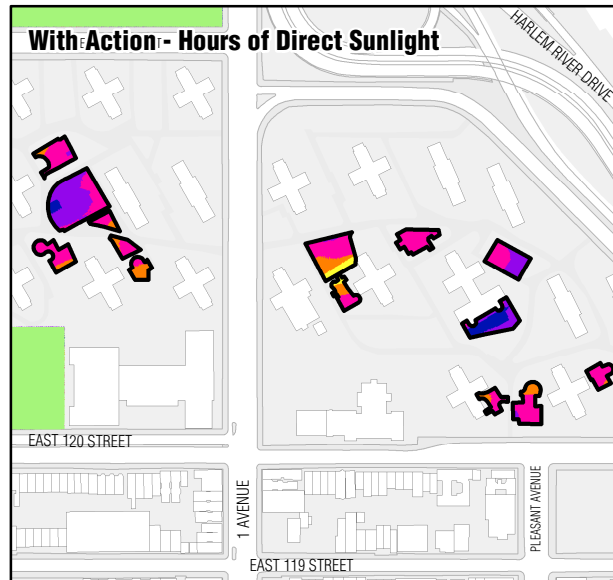 With Action - Hours of Direct Sunlight
HARLEM RIVER DRIVE
EAST 120 STREET
1 AVENUE
PLEASANT AVENUE
EAST 119 STREET